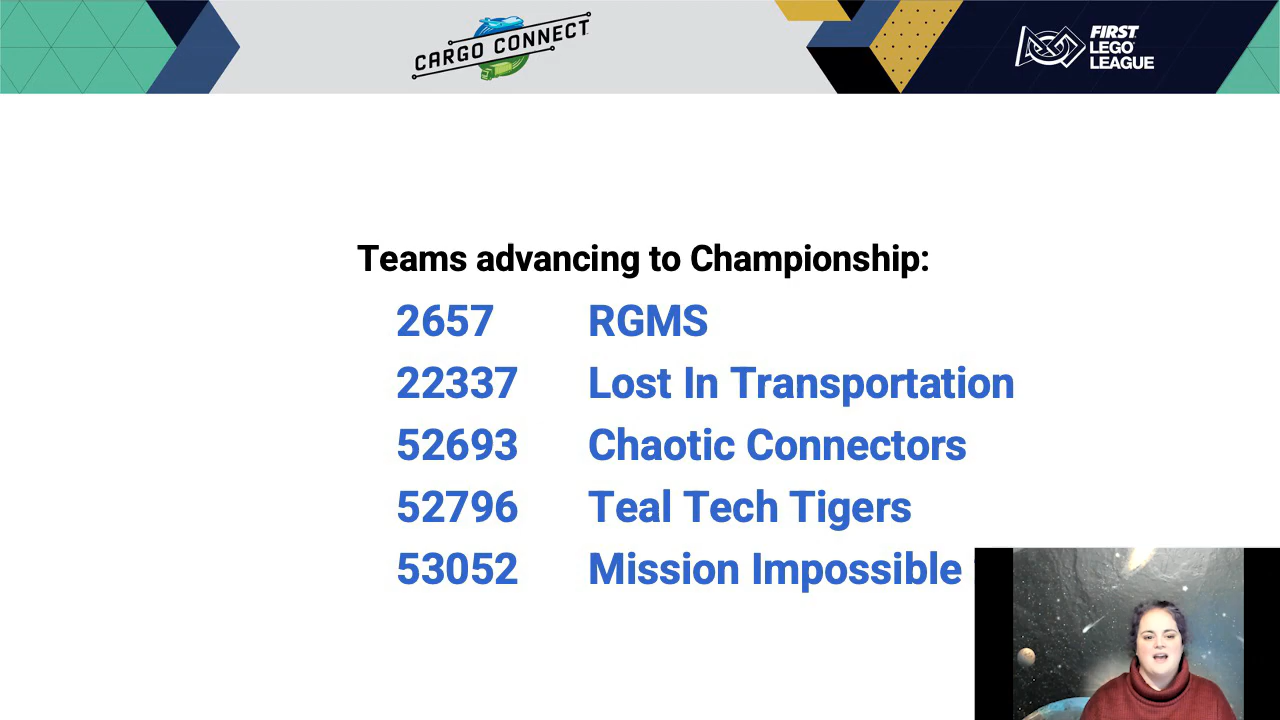 CARGO CONNECT
FIRST
LEGO
LEAGUE
Teams advancing to Championship:
2657 RGMS
22337 Lost In Transportation
52693 Chaotic Connectors
52796 Teal Tech Tigers
53052 Mission Impossible